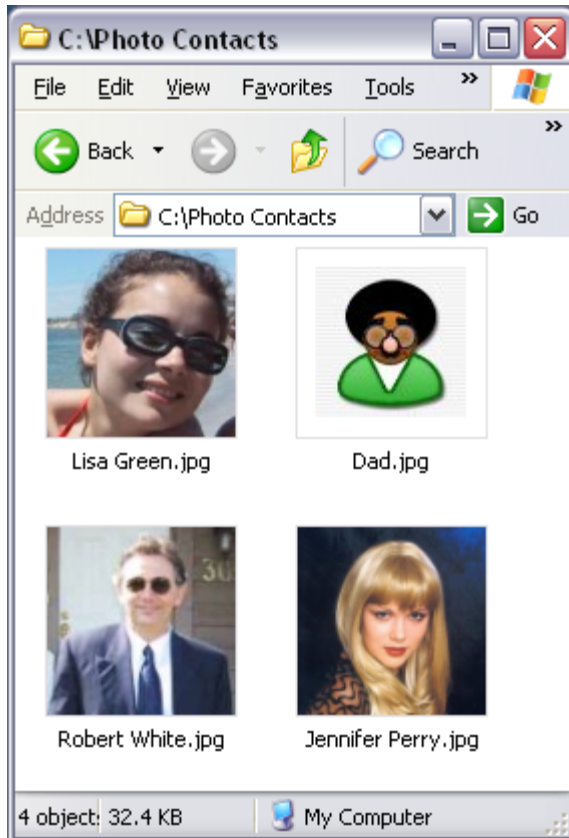 C:\Photo Contacts
File Edit View Favorites Tools »
Back Search »
Address C:\Photo Contacts Go
30
Lisa Green.jpg Dad.jpg
Robert White.jpg Jennifer Perry.jpg
4 object: 32.4 KB My Computer